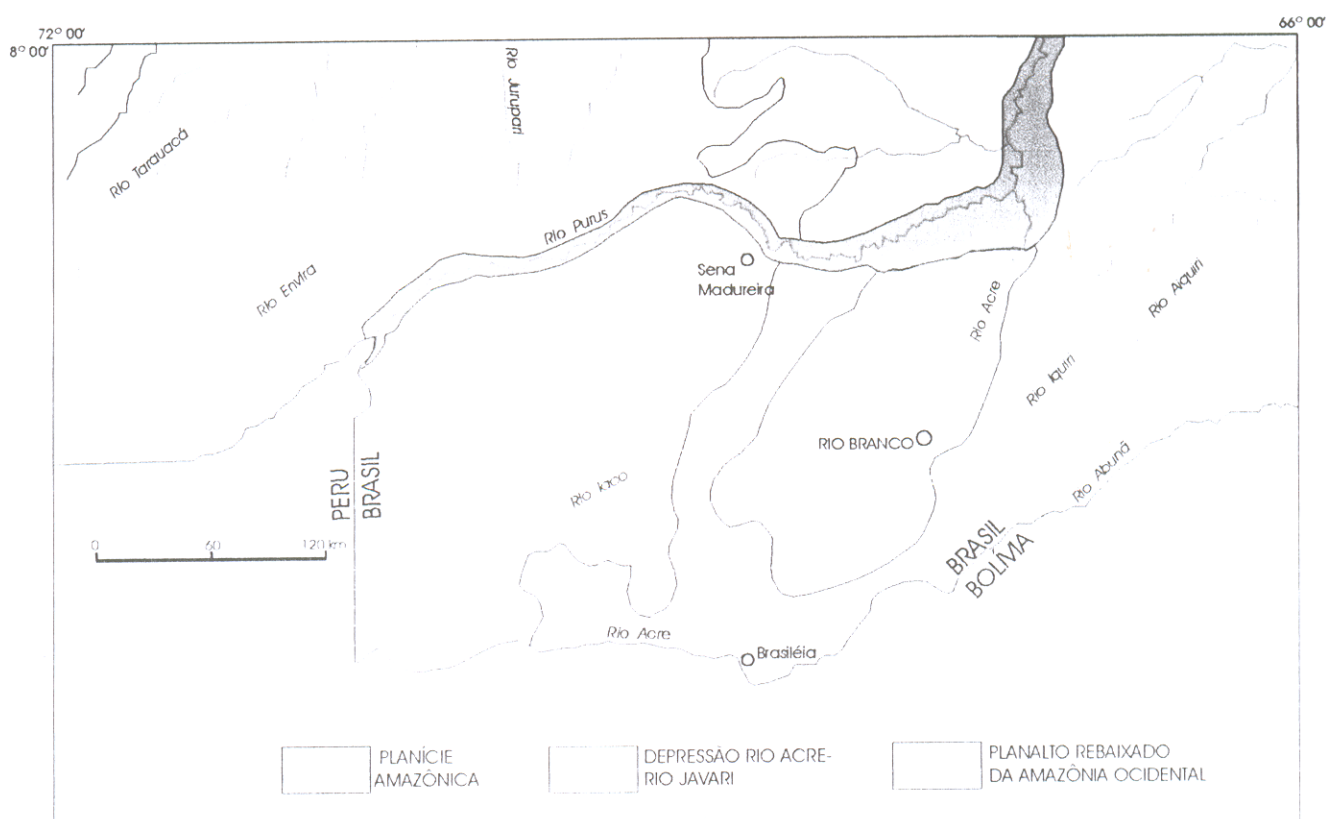 72° 00'
66° 00'
8° 00'
Rio Jurupari
Rio Tarauacá
Rio Purus
Rio Envira
Sena
Madureira
Rio Acre
Rio Aiquiri
Rio Iquiri
RIO BRANCO
Rio Iaco
Rio Abunã
PERU
BRASIL
0 60 120 km
BRASIL
BOLÍVIA
Rio Acre
Brasiléia
PLANÍCIE
AMAZÔNICA
DEPRESSÃO RIO ACRE-
RIO JAVARI
PLANALTO REBAIXADO
DA AMAZÔNIA OCIDENTAL